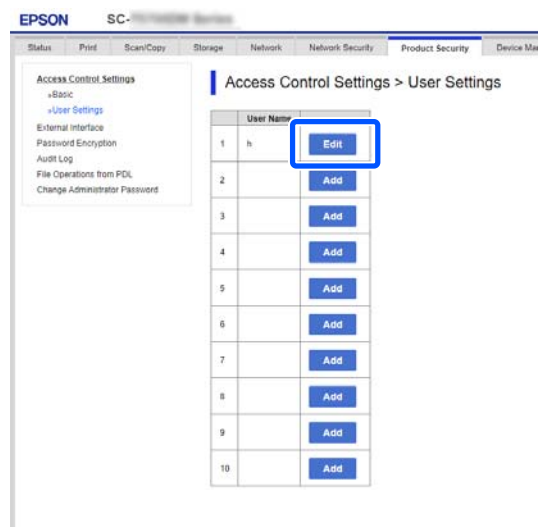 EPSON SC-
Status Print Scan/Copy Storage Network Network Security Product Security Device Ma
Access Control Settings
»Basic
»User Settings
External Interface
Password Encryption
Audit Log
File Operations from PDL
Change Administrator Password
Access Control Settings > User Settings
User Name
1 h Edit
2 Add
3 Add
4 Add
5 Add
6 Add
7 Add
8 Add
9 Add
10 Add